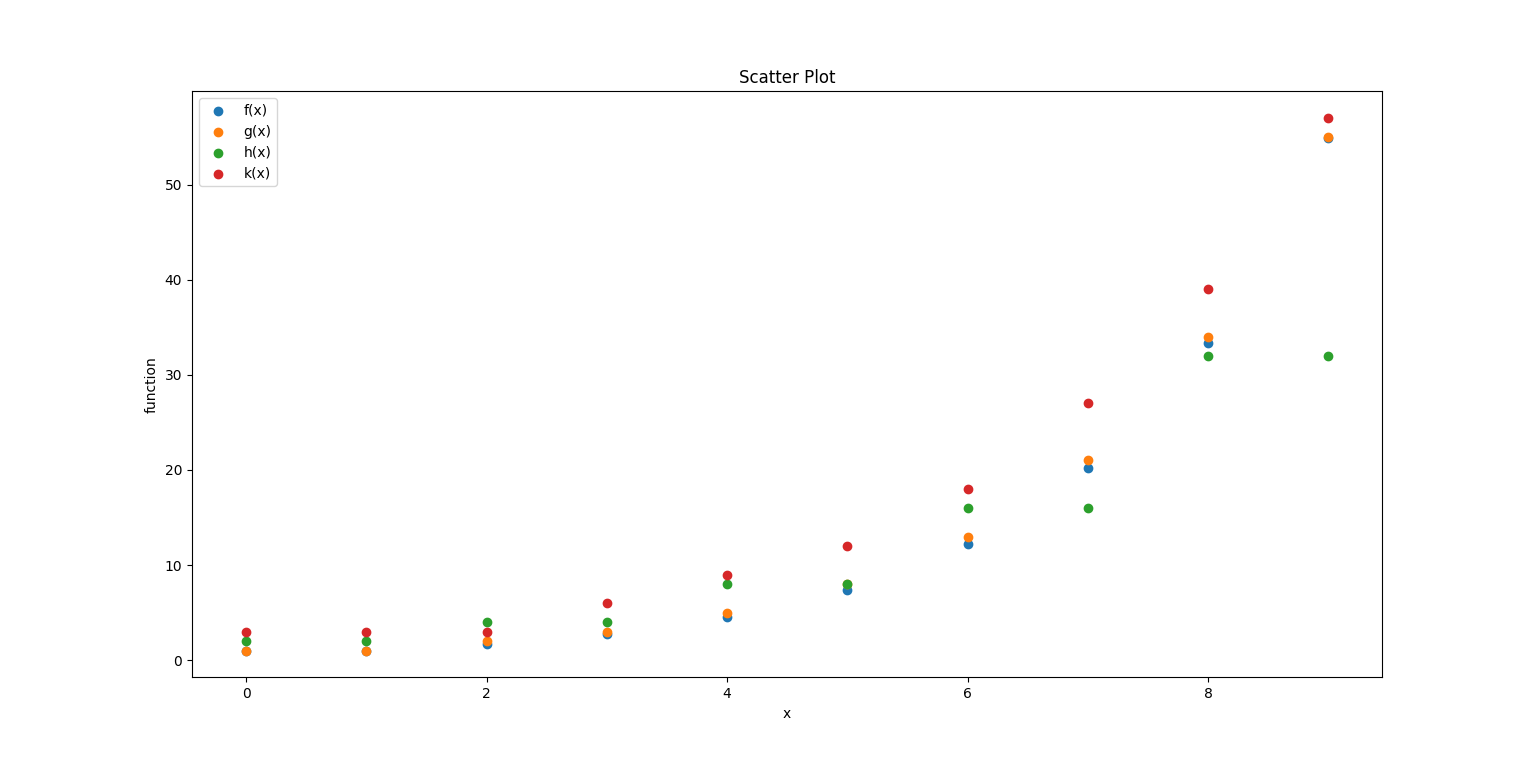 Scatter Plot
f(x)
g(x)
h(x)
k(x)
50
40
30
20
10
0
function
0 2 4 6 8
x